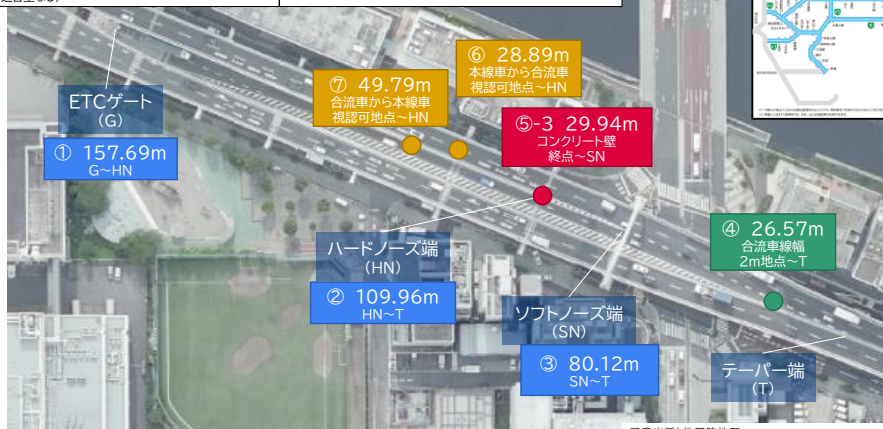 ETCゲート
(G)
① 157.69m
G～HN
⑦ 49.79m
合流車から本線車
視認可地点～HN
⑥ 28.89m
本線車から合流車
視認可地点～HN
⑤-3 29.94m
コンクリート壁
終点～SN
ハードノーズ端
(HN)
② 109.96m
HN～T
ソフトノーズ端
(SN)
③ 80.12m
SN～T
④ 26.57m
合流車線幅
2m地点～T
テーパー端
(T)